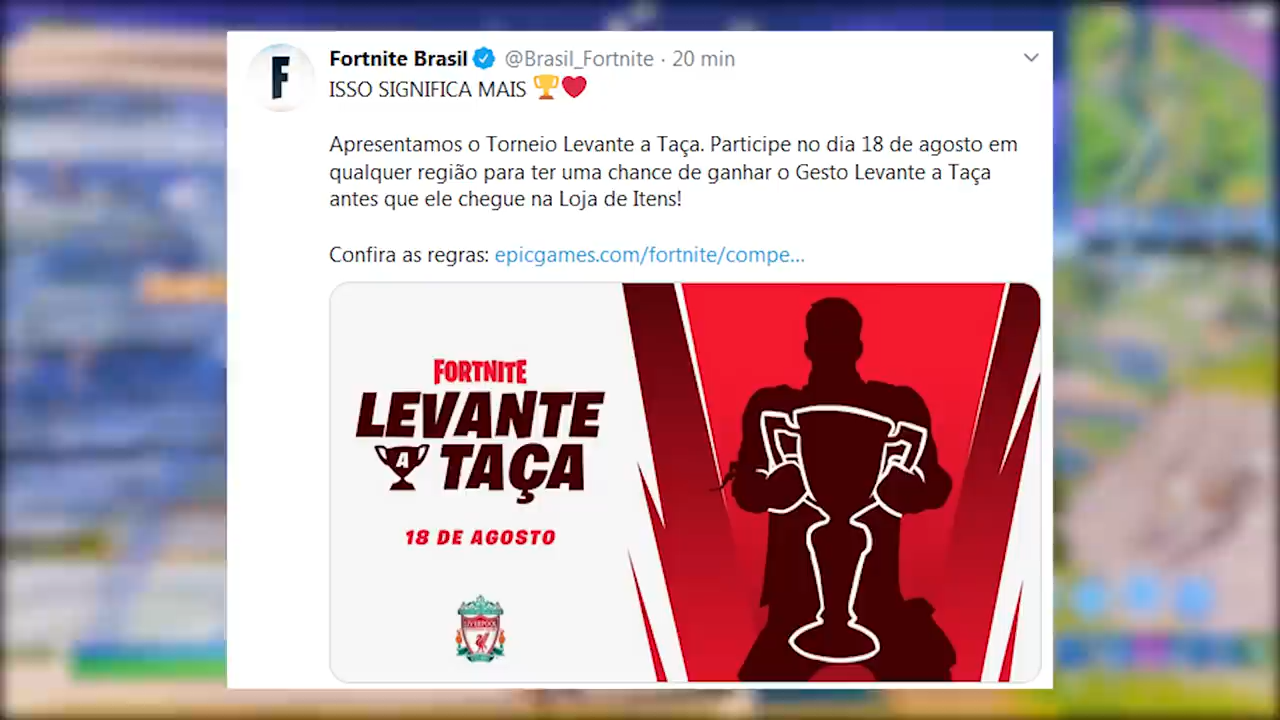 Fortnite Brasil @Brasil_Fortnite · 20 min
ISSO SIGNIFICA MAIS 🏆❤️
Apresentamos o Torneio Levante a Taça. Participe no dia 18 de agosto em
qualquer região para ter uma chance de ganhar o Gesto Levante a Taça
antes que ele chegue na Loja de Itens!
Confira as regras: epicgames.com/fortnite/compe...
FORTNITE
LEVANTE
A TAÇA
18 DE AGOSTO
LIVERPOOL